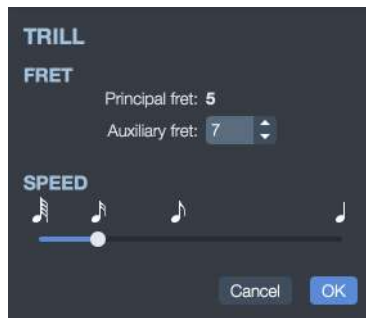 TRILL
FRET
Principal fret: 5
Auxiliary fret: 7
SPEED
Cancel OK